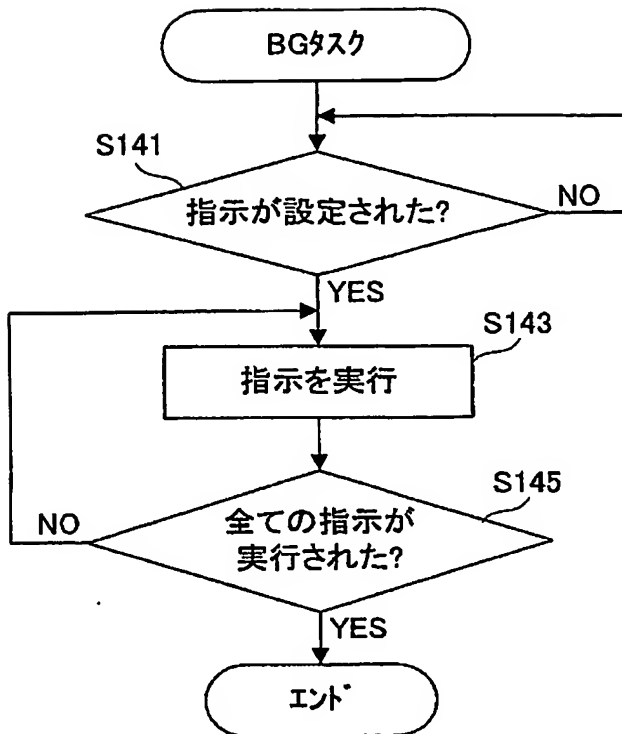 BGタスク
S141
指示が設定された?
NO
YES
S143
指示を実行
S145
全ての指示が
実行された?
NO
YES
エンド